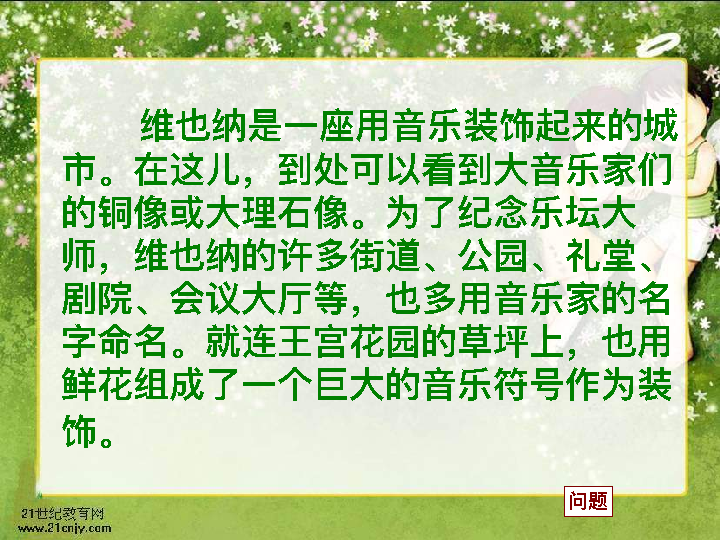 维也纳是一座用音乐装饰起来的城
市。在这儿，到处可以看到大音乐家们
的铜像或大理石像。为了纪念乐坛大
师，维也纳的许多街道、公园、礼堂、
剧院、会议大厅等，也多用音乐家的名
字命名。就连王宫花园的草坪上，也用
鲜花组成了一个巨大的音乐符号作为装
饰。
问题
21世纪教育网
www.21cnjy.com